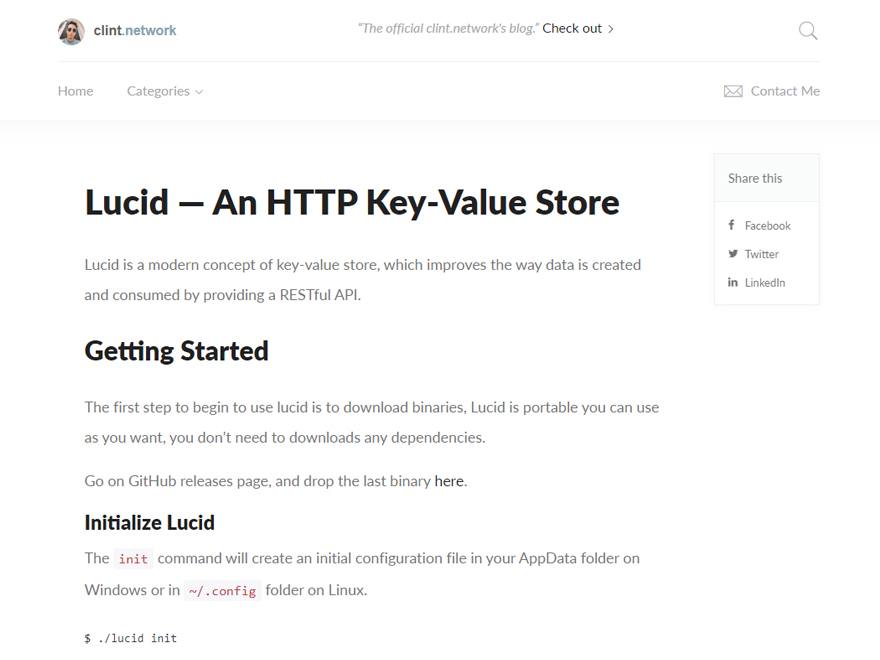 clint.network
“The official clint.network's blog.” Check out
Home
Categories
Contact Me
Share this
Facebook
Twitter
LinkedIn
Lucid — An HTTP Key-Value Store
Lucid is a modern concept of key-value store, which improves the way data is created
and consumed by providing a RESTful API.
Getting Started
The first step to begin to use lucid is to download binaries, Lucid is portable you can use
as you want, you don’t need to downloads any dependencies.
Go on GitHub releases page, and drop the last binary here.
Initialize Lucid
The init command will create an initial configuration file in your AppData folder on
Windows or in ~/.config folder on Linux.
$ ./lucid init